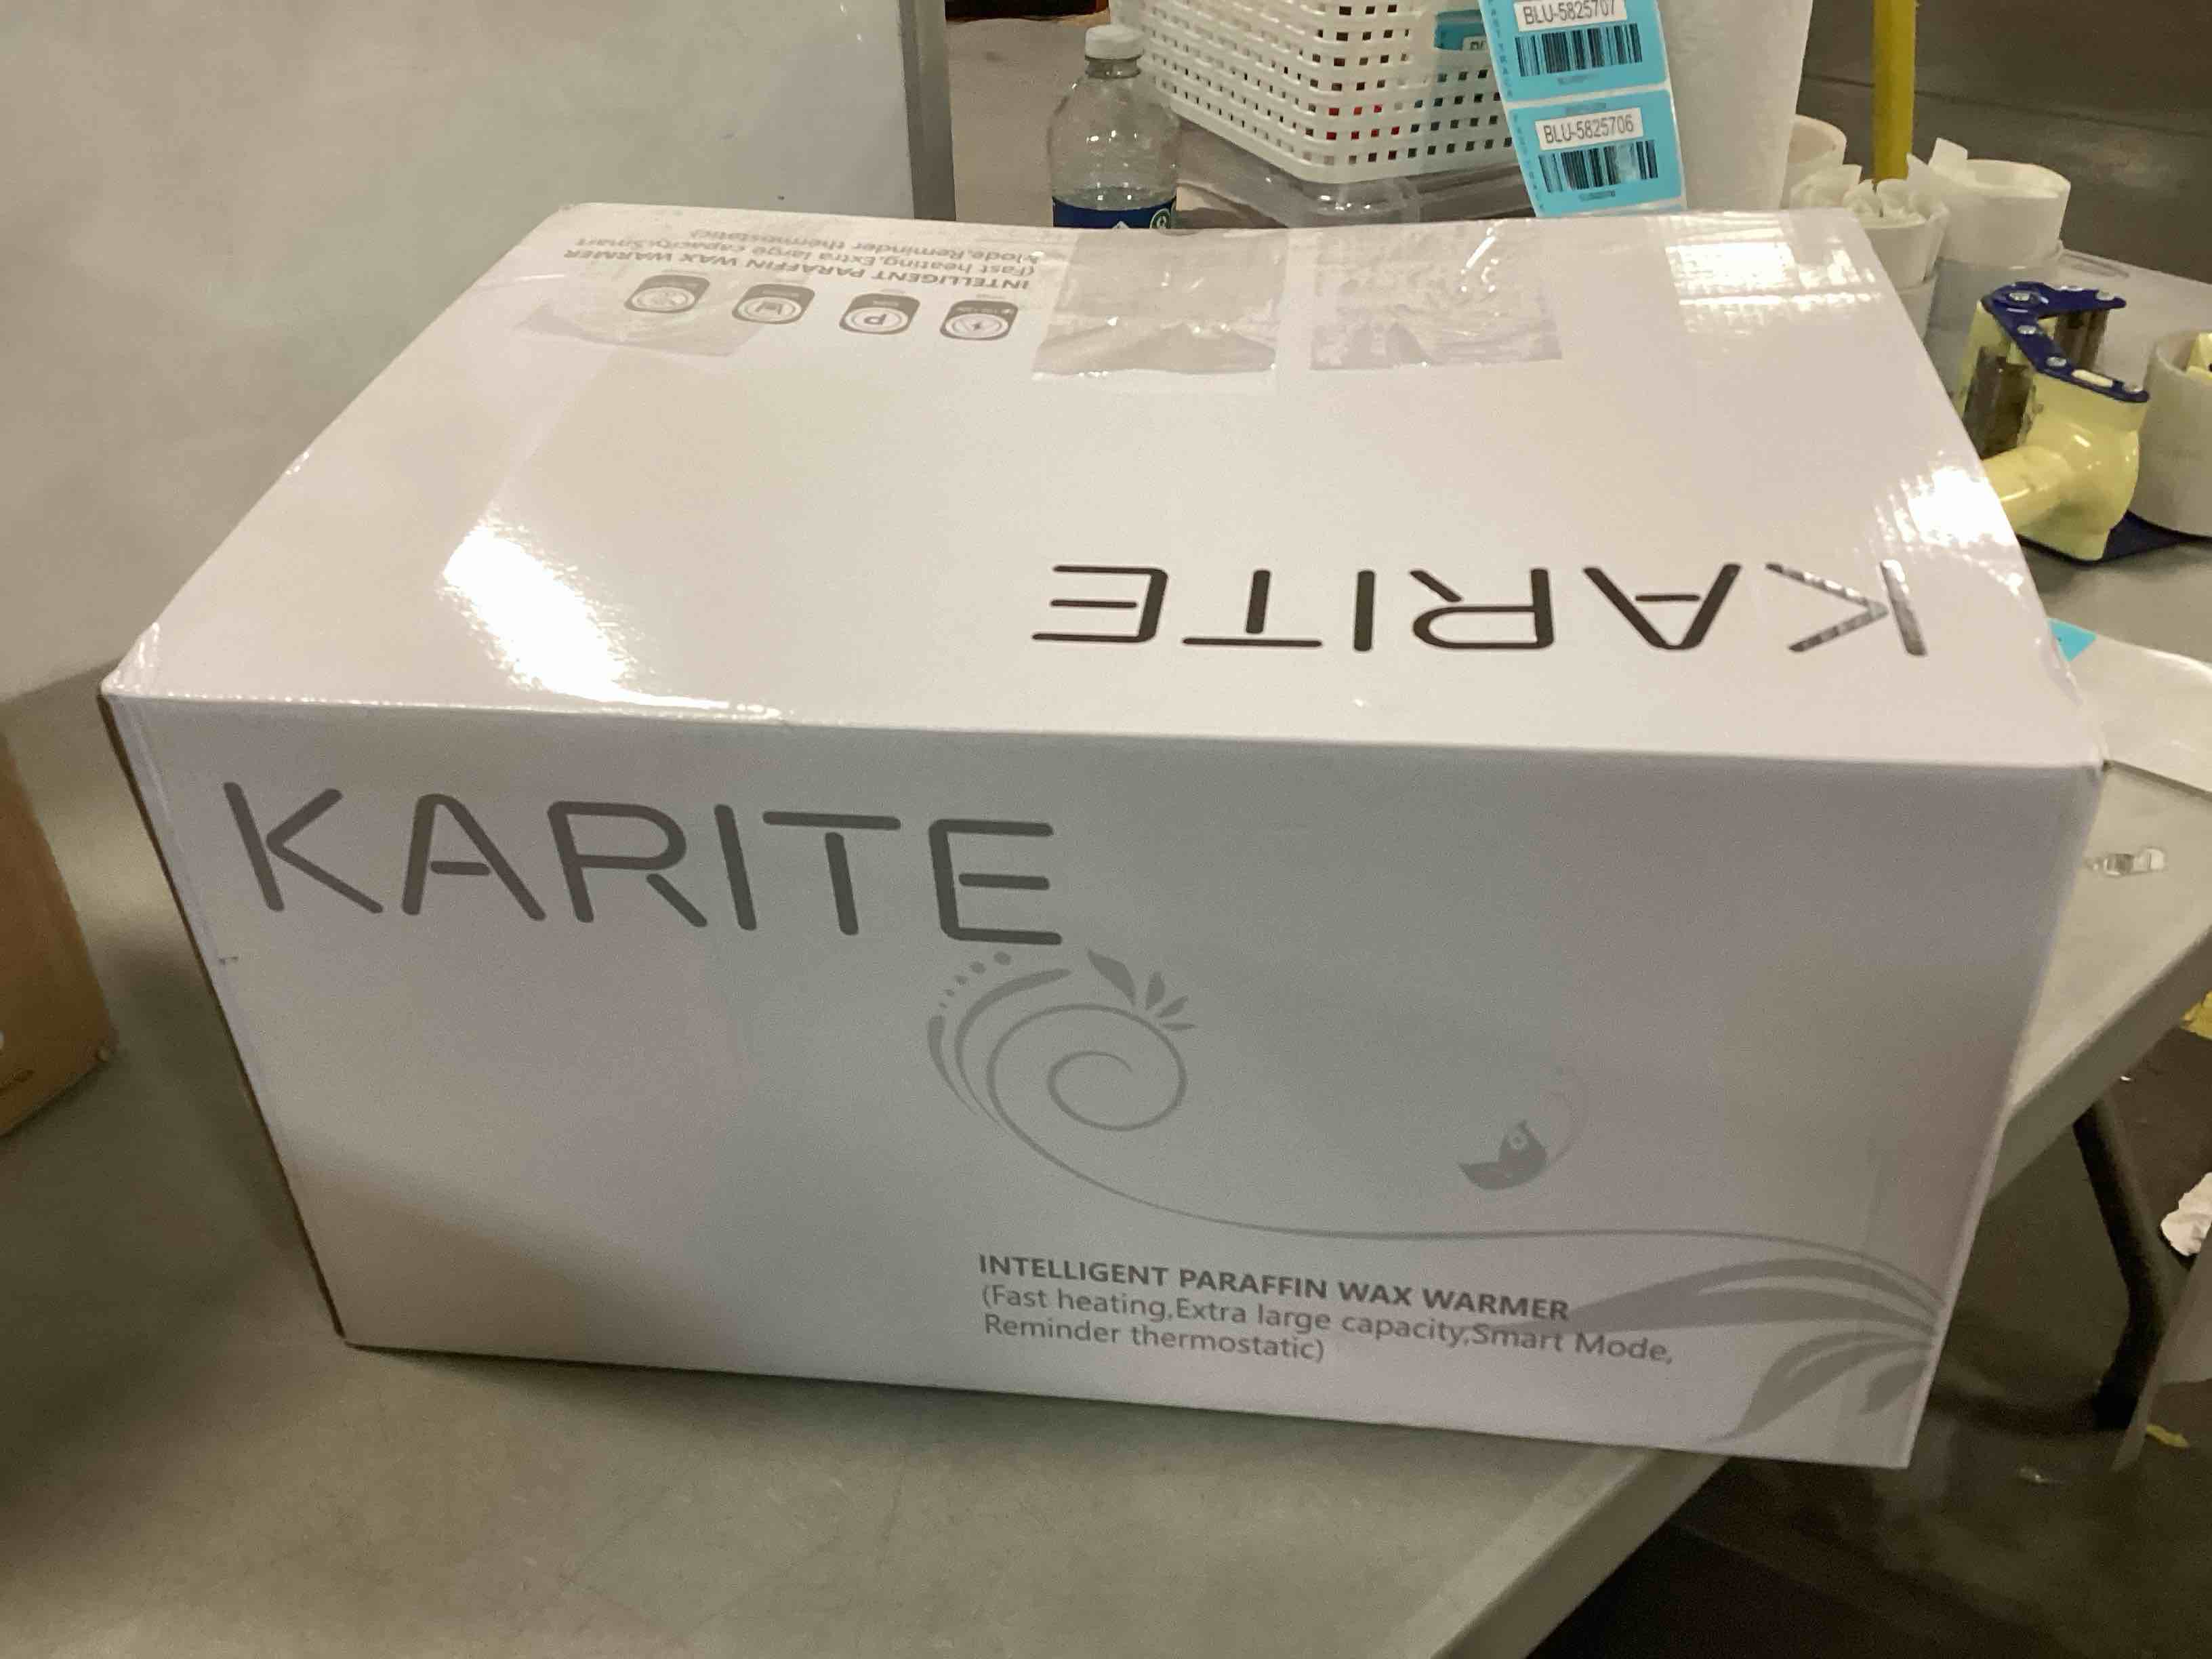 BLU-5825707
BLU-5825706
INTELLIGENT PARAFFIN WAX WARMER
(Fast heating,Extra large capacity,Smart
Mode,Reminder thermostatic)
P
KARITE
KARITE
INTELLIGENT PARAFFIN WAX WARMER
(Fast heating,Extra large capacity,Smart Mode,
Reminder thermostatic)